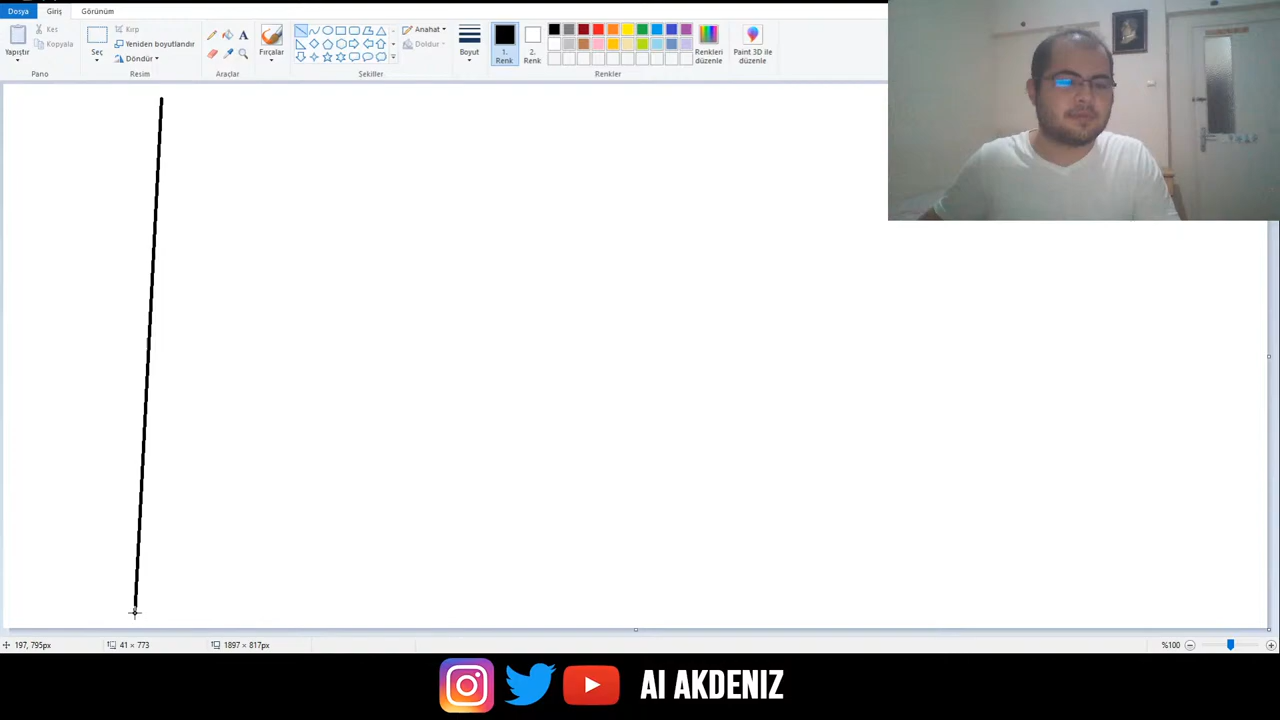 Dosya Giriş Görünüm
Yapıştır
Kes
Kopyala
Pano
Seç
Kırp
Yeniden boyutlandır
Döndür
Resim
Araçlar
Fırçalar
Anahat
Doldur
Şekiller
Boyut
1.
Renk
2.
Renk
Renkleri
düzenle
Renkler
Paint 3D ile
düzenle
197, 795px 41 × 773 1897 × 817px %100
AI AKDENIZ